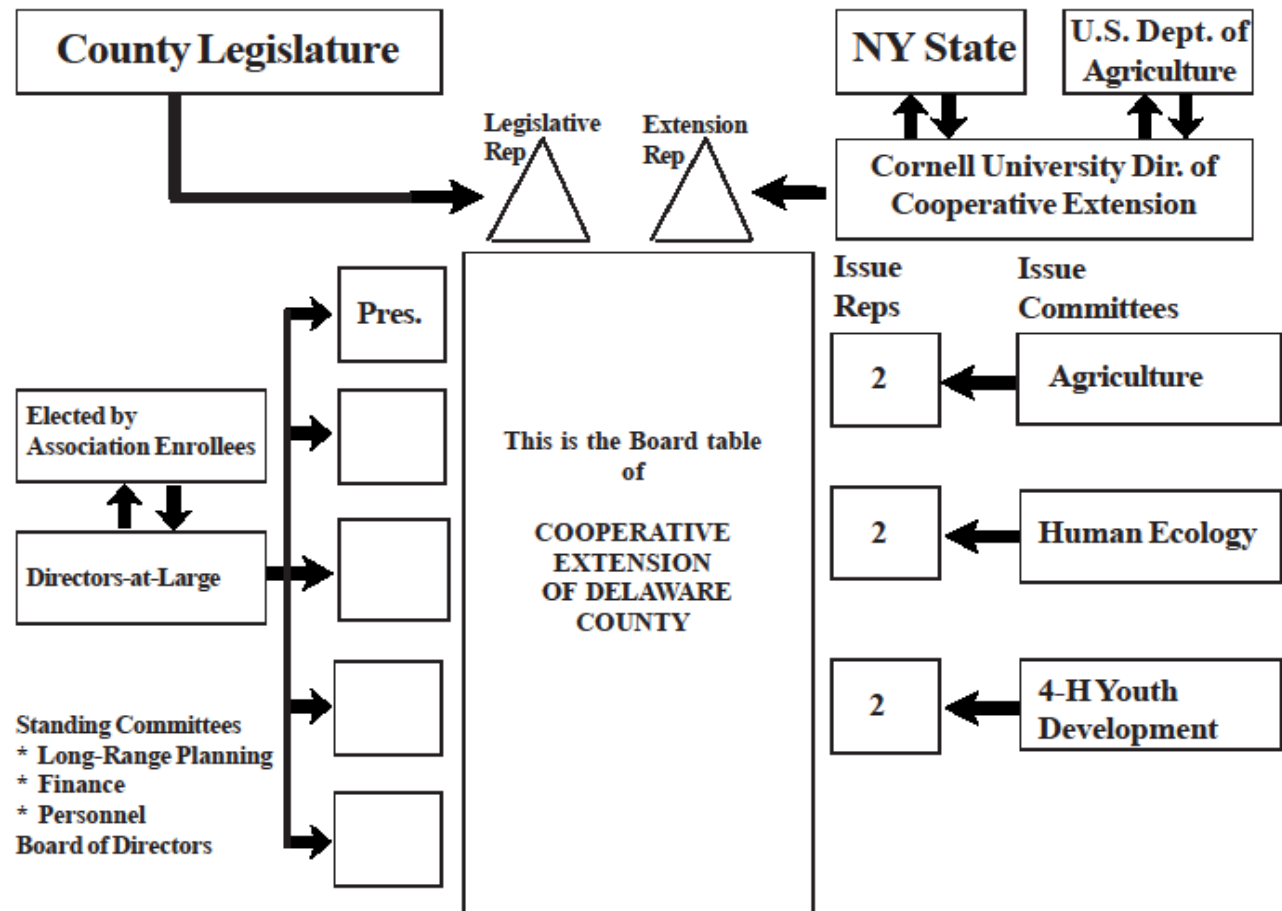 County Legislature
NY State
U.S. Dept. of
Agriculture
Legislative
Rep
Extension
Rep
Cornell University Dir. of
Cooperative Extension
Issue
Reps
Issue
Committees
Pres.
2
Agriculture
Elected by
Association Enrollees
This is the Board table
of
COOPERATIVE
EXTENSION
OF DELAWARE
COUNTY
2
Human Ecology
Directors-at-Large
2
4-H Youth
Development
Standing Committees
* Long-Range Planning
* Finance
* Personnel
Board of Directors